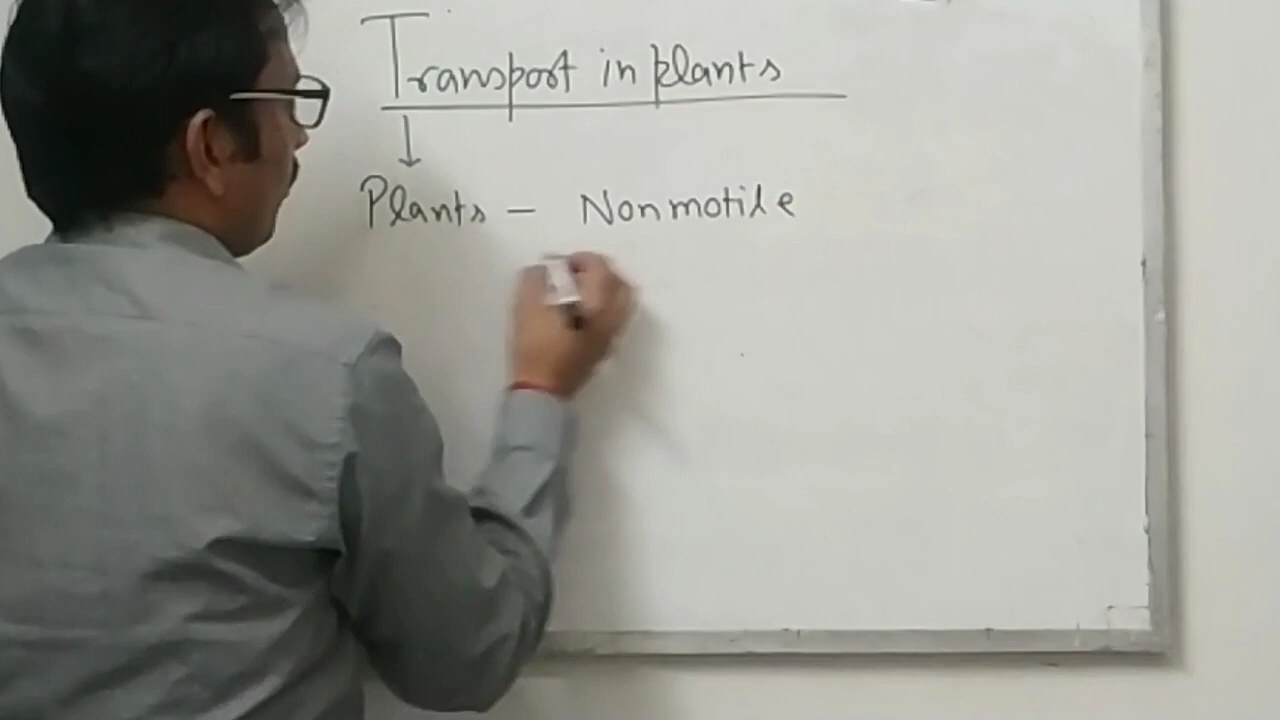 Transport in plants
↓
Plants — Nonmotile